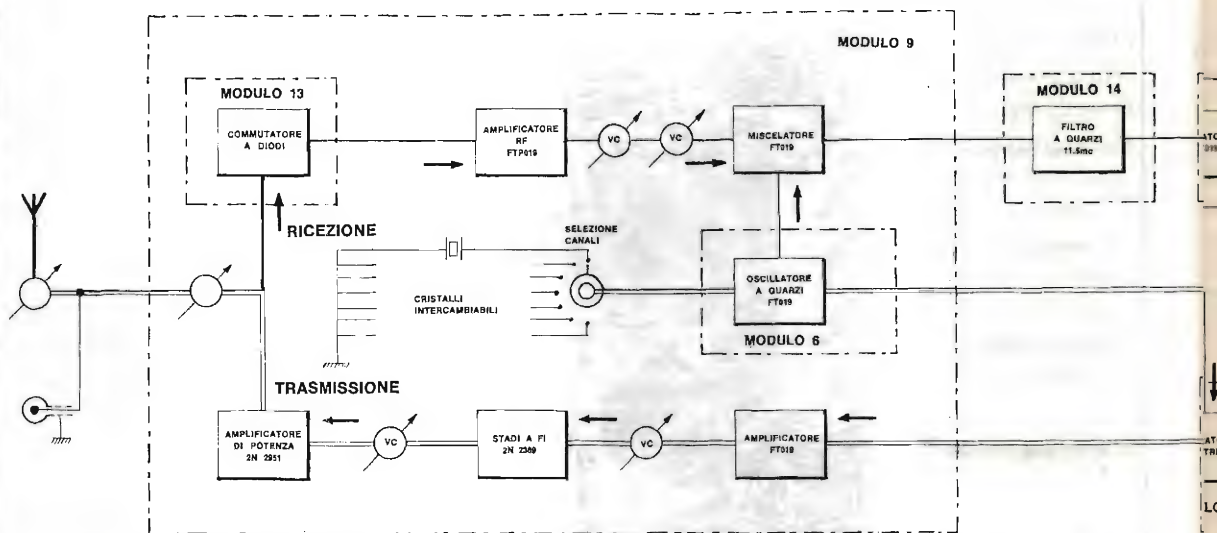 MODULO 9
MODULO 13
COMMUTATORE
A DIODI
AMPLIFICATORE
RF
FTP019
VC
VC
MISCELATORE
FT019
MODULO 14
FILTRO
A QUARZI
11.5mc
RICEZIONE
SELEZIONE
CANALI
CRISTALLI
INTERCAMBIABILI
OSCILLATORE
A QUARZI
FT019
MODULO 6
TRASMISSIONE
AMPLIFICATORE
DI POTENZA
2N 2951
VC
STADI A FI
2N 2369
VC
AMPLIFICATORE
FT019
LO